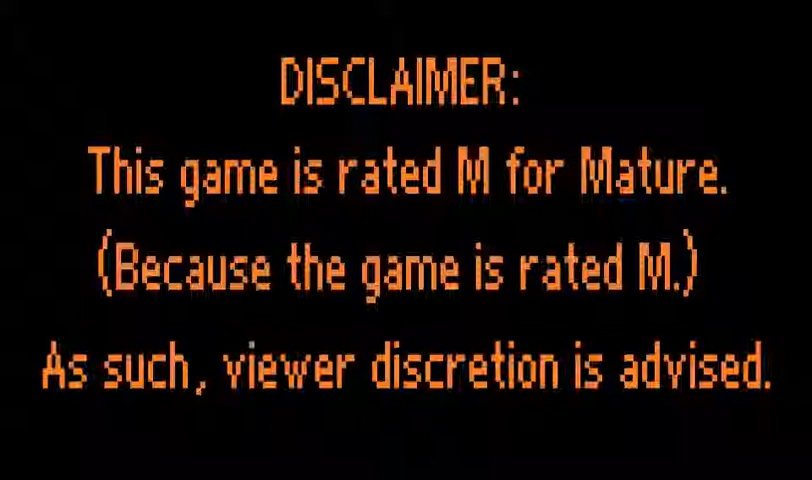 DISCLAIMER:
This game is rated M for Mature.
(Because the game is rated M.)
As such, viewer discretion is advised.